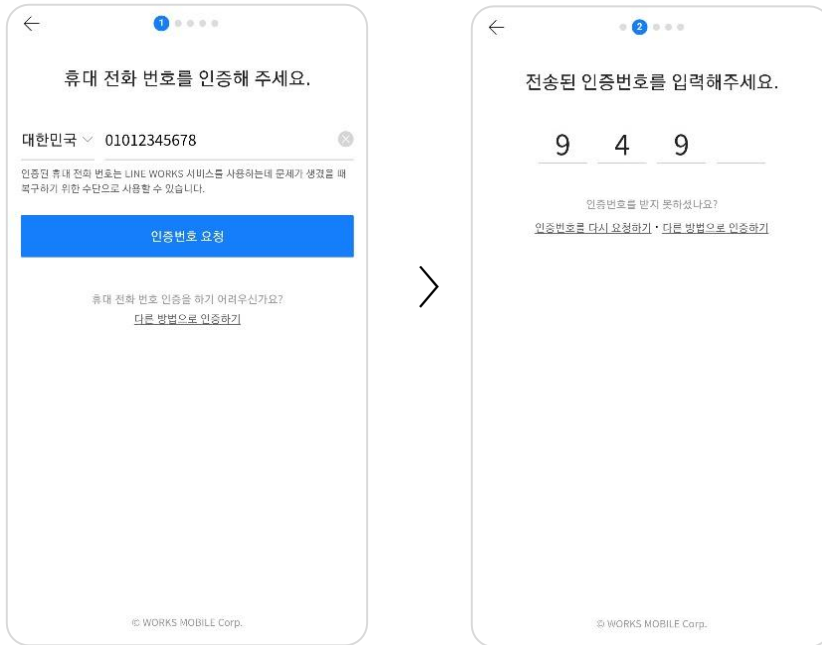 1
휴대 전화 번호를 인증해 주세요.
대한민국 01012345678
인증된 휴대 전화 번호는 LINE WORKS 서비스를 사용하는데 문제가 생겼을 때
복구하기 위한 수단으로 사용할 수 있습니다.
인증번호 요청
휴대 전화 번호 인증을 하기 어려우신가요?
다른 방법으로 인증하기
© WORKS MOBILE Corp.
2
전송된 인증번호를 입력해주세요.
9 4 9
인증번호를 받지 못하셨나요?
인증번호를 다시 요청하기 · 다른 방법으로 인증하기
© WORKS MOBILE Corp.